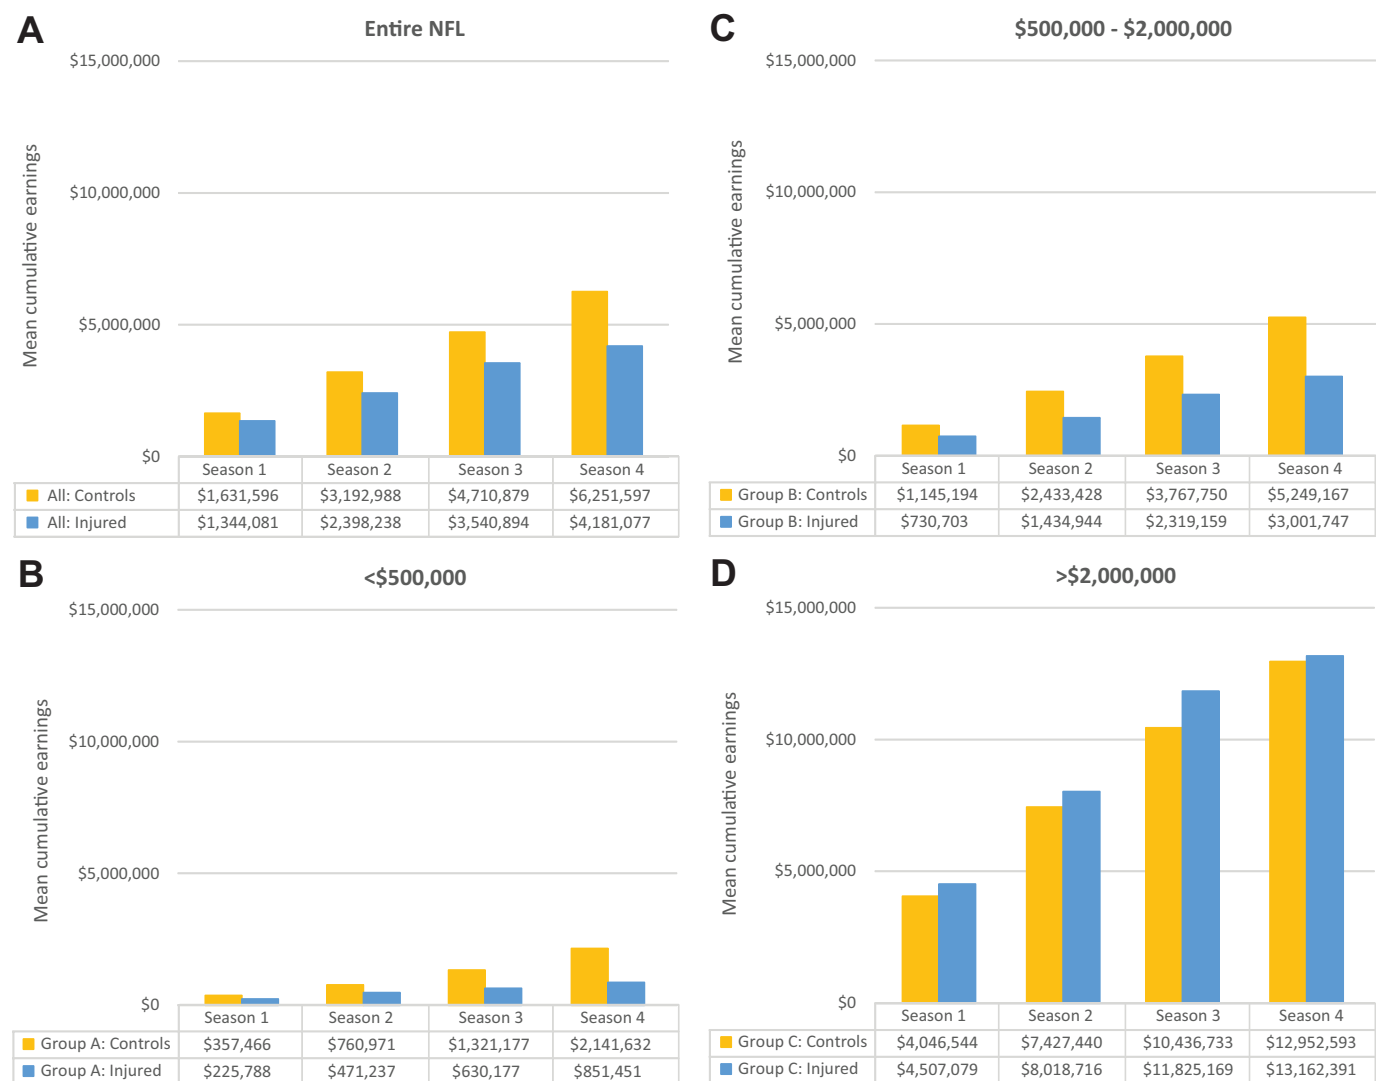 A
Entire NFL
$15,000,000
$10,000,000
$5,000,000
$0
Mean cumulative earnings
Season 1 Season 2 Season 3 Season 4
All: Controls $1,631,596 $3,192,988 $4,710,879 $6,251,597
All: Injured $1,344,081 $2,398,238 $3,540,894 $4,181,077
B
<$500,000
$15,000,000
$10,000,000
$5,000,000
$0
Mean cumulative earnings
Season 1 Season 2 Season 3 Season 4
Group A: Controls $357,466 $760,971 $1,321,177 $2,141,632
Group A: Injured $225,788 $471,237 $630,177 $851,451
C
$500,000 - $2,000,000
$15,000,000
$10,000,000
$5,000,000
$0
Mean cumulative earnings
Season 1 Season 2 Season 3 Season 4
Group B: Controls $1,145,194 $2,433,428 $3,767,750 $5,249,167
Group B: Injured $730,703 $1,434,944 $2,319,159 $3,001,747
D
>$2,000,000
$15,000,000
$10,000,000
$5,000,000
$0
Mean cumulative earnings
Season 1 Season 2 Season 3 Season 4
Group C: Controls $4,046,544 $7,427,440 $10,436,733 $12,952,593
Group C: Injured $4,507,079 $8,018,716 $11,825,169 $13,162,391